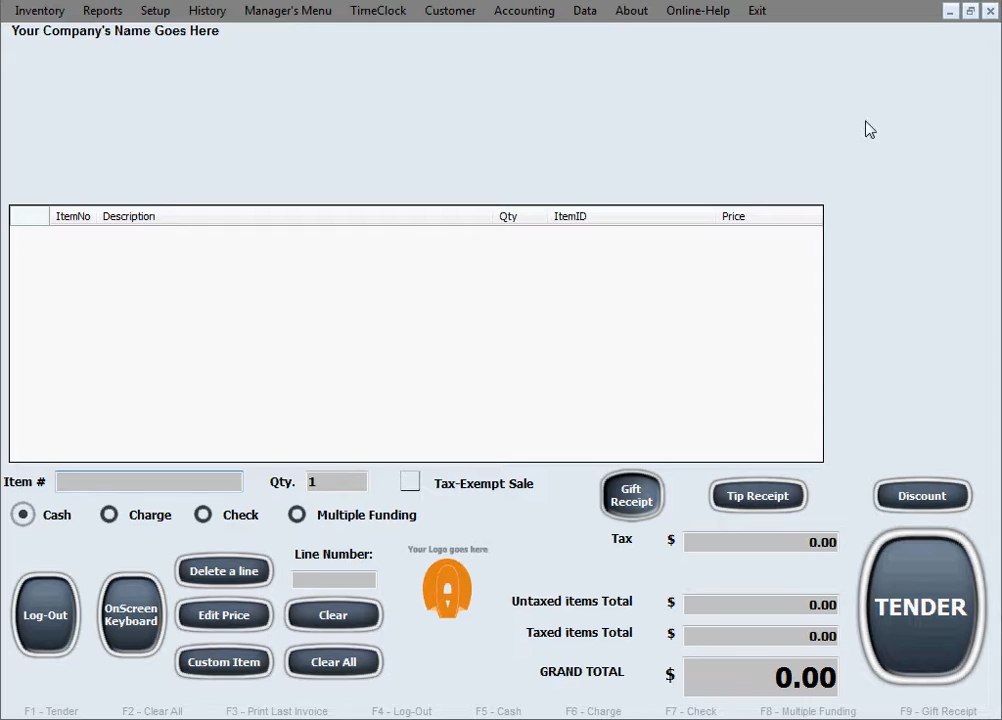 Inventory Reports Setup History Manager's Menu TimeClock Customer Accounting Data About Online-Help Exit
Your Company's Name Goes Here
ItemNo Description Qty ItemID Price
Item # Qty. 1 Tax-Exempt Sale
Gift
Receipt
Tip Receipt
Discount
Cash Charge Check Multiple Funding
Tax $ 0.00
Line Number:
Your Logo goes here
Delete a line
Log-Out
OnScreen
Keyboard
Edit Price
Clear
Custom Item
Clear All
Untaxed items Total $ 0.00
Taxed items Total $ 0.00
GRAND TOTAL $ 0.00
TENDER
F1 - Tender F2 - Clear All F3 - Print Last Invoice F4 - Log-Out F5 - Cash F6 - Charge F7 - Check F8 - Multiple Funding F9 - Gift Receipt